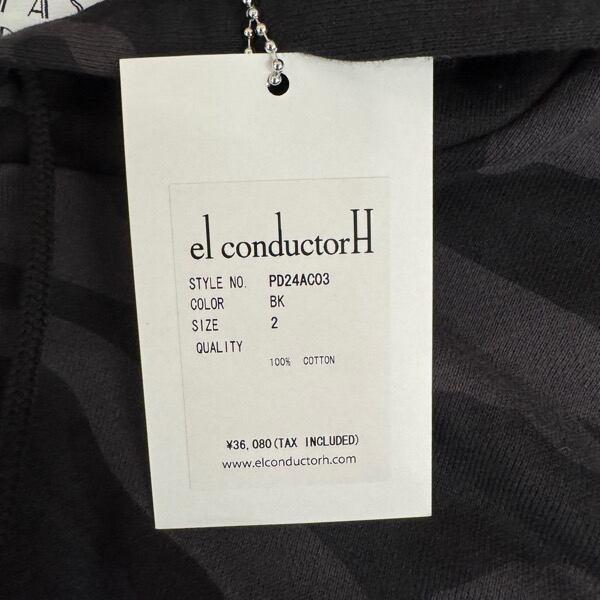 el conductorH
STYLE NO. PD24AC03
COLOR BK
SIZE 2
QUALITY
100% COTTON
¥36,080(TAX INCLUDED)
www.elconductorh.com